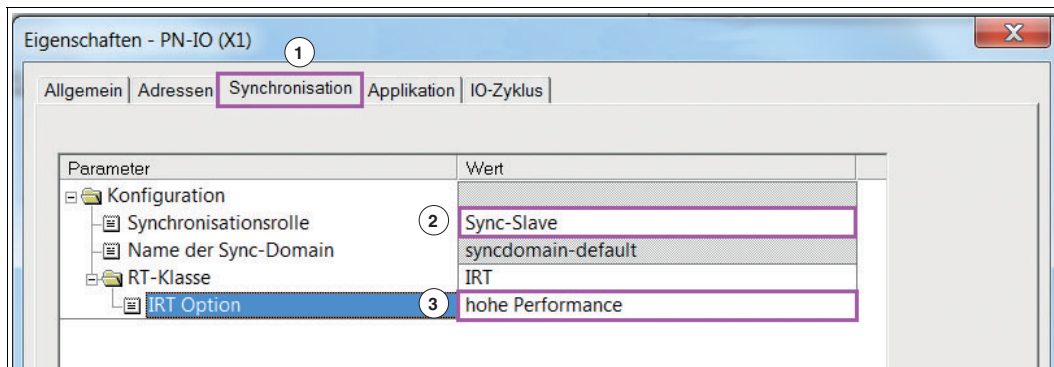 Eigenschaften - PN-IO (X1)
1
Allgemein Adressen Synchronisation Applikation IO-Zyklus
Parameter Wert
Konfiguration
Synchronisationsrolle 2 Sync-Slave
Name der Sync-Domain syncdomain-default
RT-Klasse IRT
IRT Option 3 hohe Performance